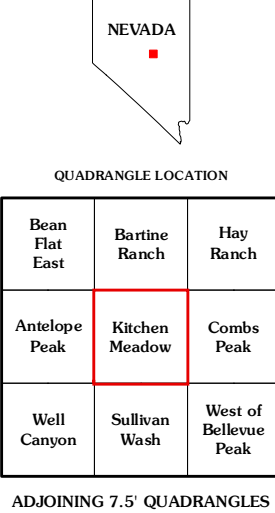 NEVADA
QUADRANGLE LOCATION
Bean
Flat
East
Bartine
Ranch
Hay
Ranch
Antelope
Peak
Kitchen
Meadow
Combs
Peak
Well
Canyon
Sullivan
Wash
West of
Bellevue
Peak
ADJOINING 7.5' QUADRANGLES